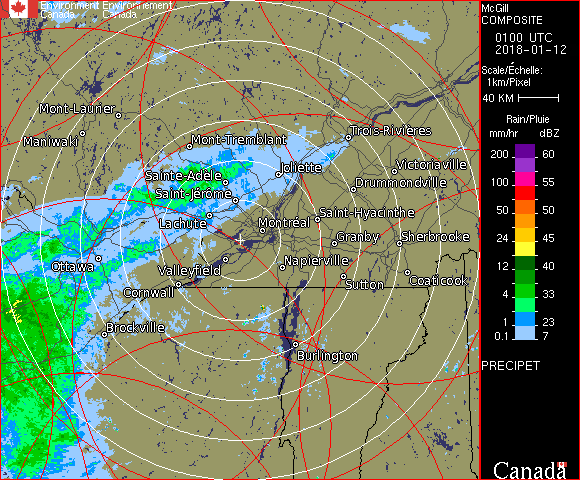 Environment Environnement
Canada Canada
McGill
COMPOSITE
0100 UTC
2018-01-12
Scale/Échelle:
1km/Pixel
40 KM
Rain/Pluie
mm/hr dBZ
200 60
150 57
100 55
50 50
24 45
12 40
4 33
1 23
0.1 7
PRECIPET
Canada
Mont-Laurier
Maniwaki
Mont-Tremblant
Trois-Rivières
Joliette
Victoriaville
Sainte-Adèle
Drummondville
Saint-Jérôme
Lachute
Saint-Hyacinthe
Montréal
Granby
Sherbrooke
Ottawa
Valleyfield
Napierville
Coaticook
Cornwall
Sutton
Brockville
Burlington